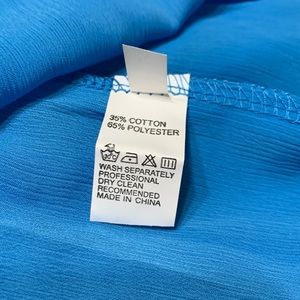 35% COTTON
65% POLYESTER
WASH SEPARATELY
PROFESSIONAL
DRY CLEAN
RECOMMENDED
MADE IN CHINA